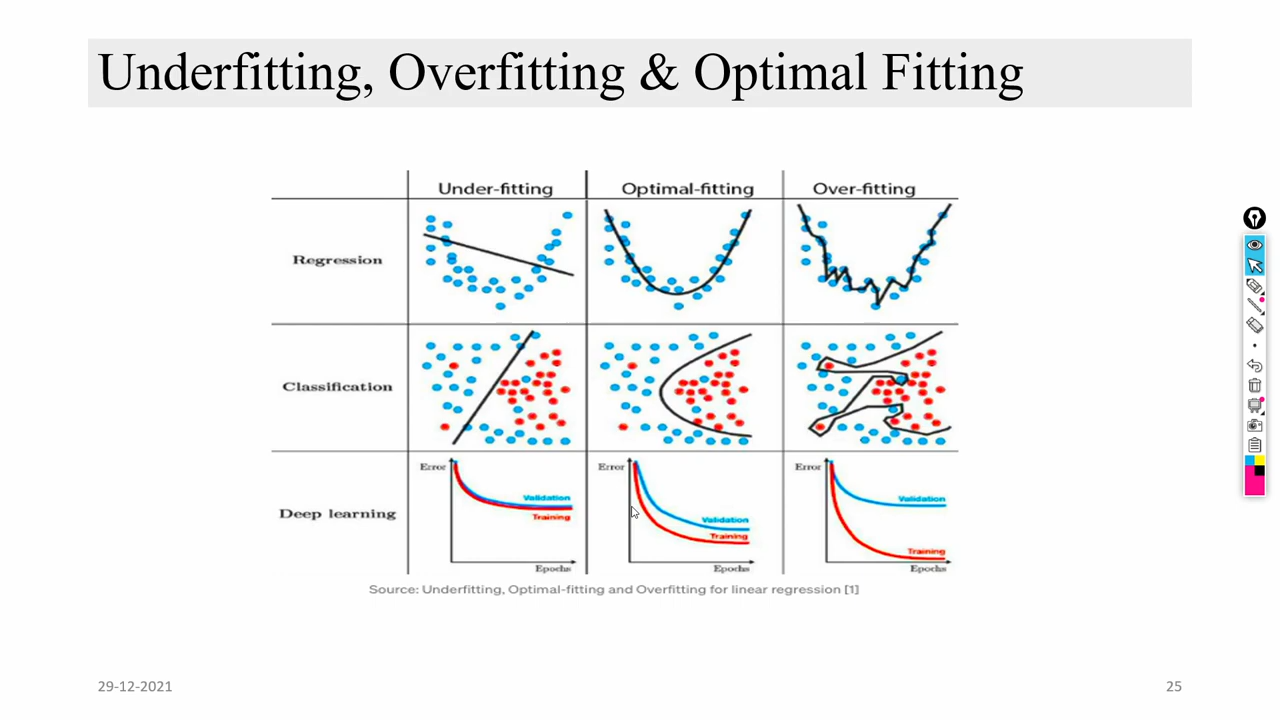 Underfitting, Overfitting & Optimal Fitting
Under-fitting Optimal-fitting Over-fitting
Regression
Classification
Error Error Error
Validation Validation Validation
Deep learning
Training Training Training
Epochs Epochs Epochs
Source: Underfitting, Optimal-fitting and Overfitting for linear regression [1]
29-12-2021 25